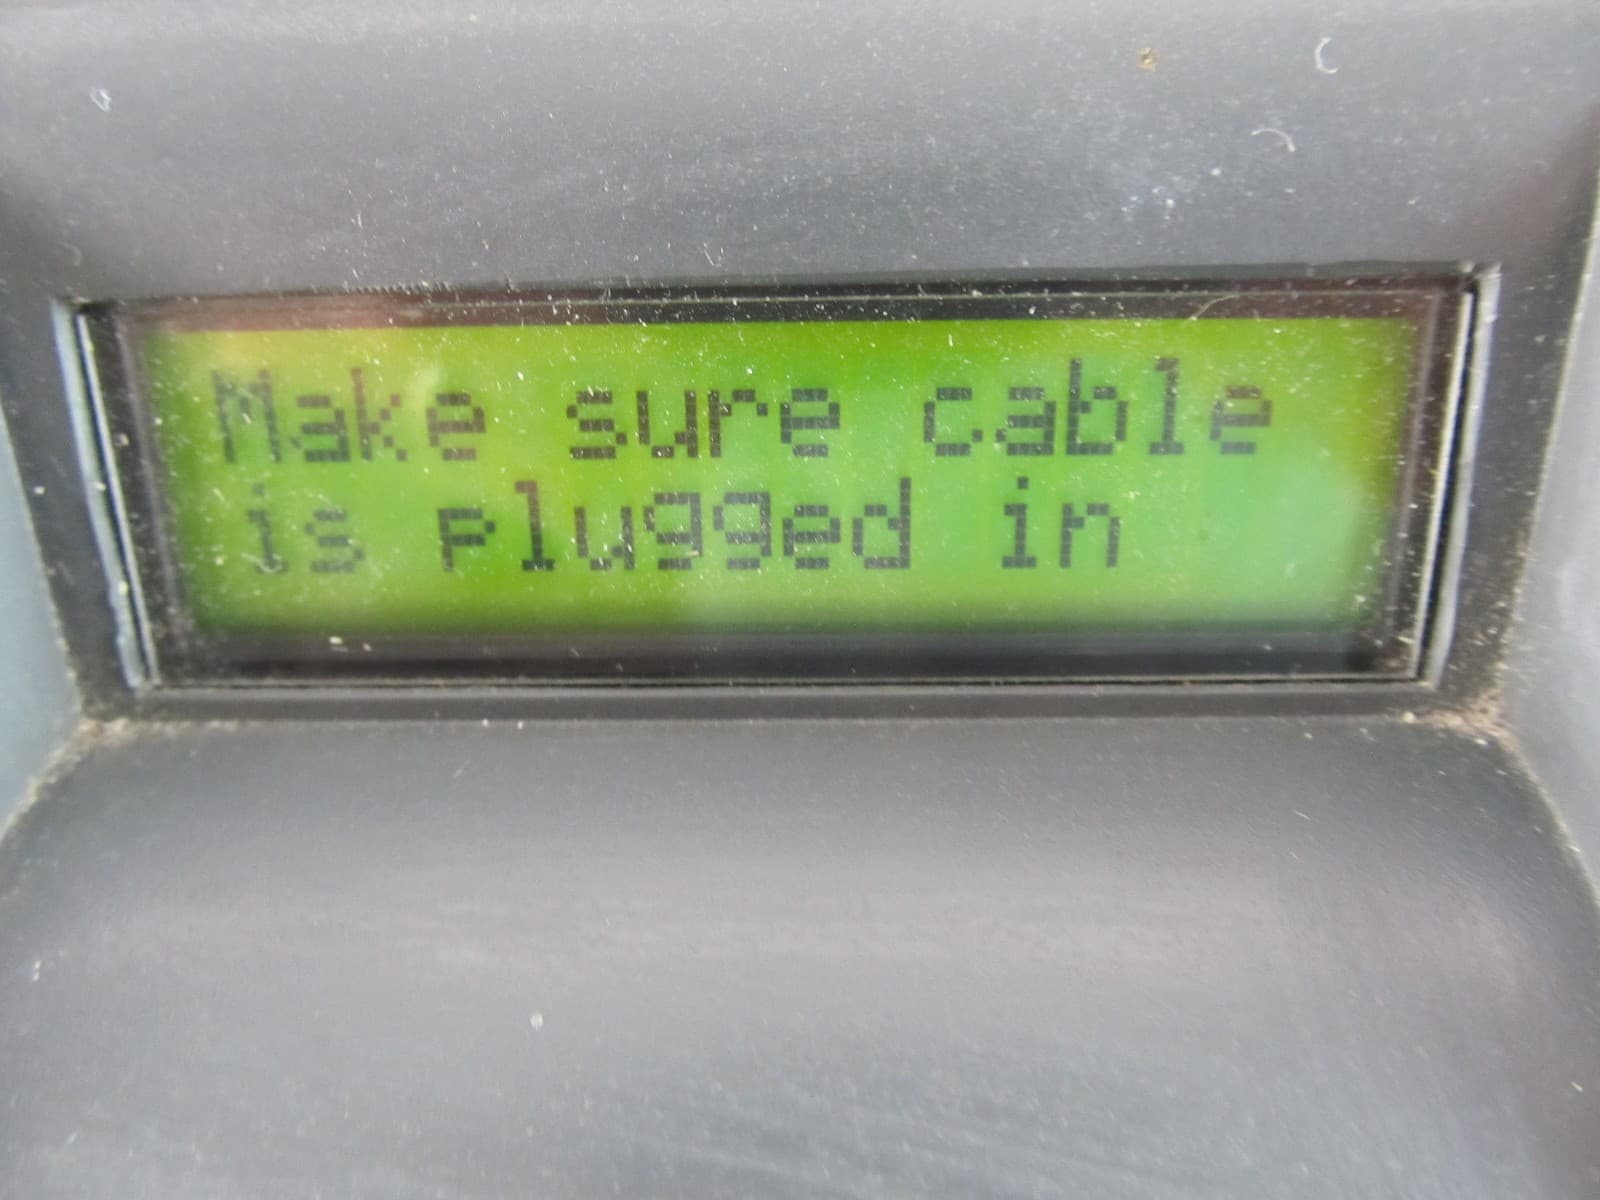 Make sure cable
is plugged in